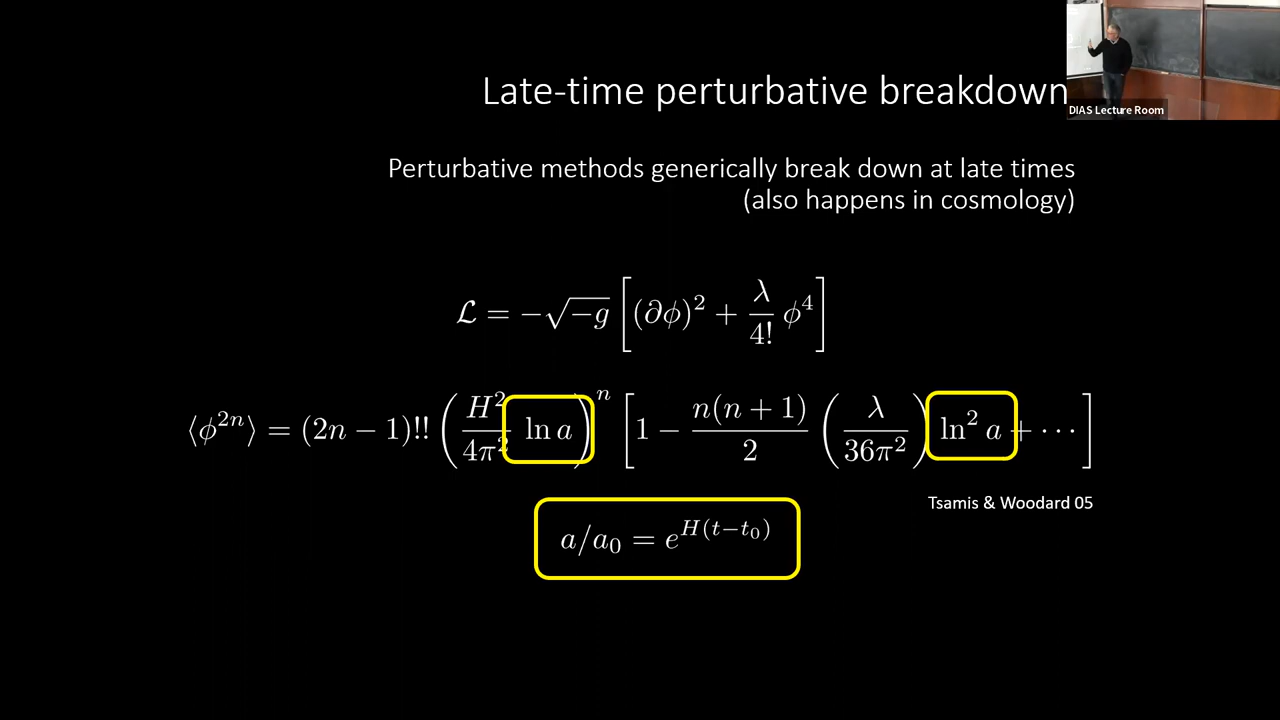 Late-time perturbative breakdown
DIAS Lecture Room
Perturbative methods generically break down at late times
(also happens in cosmology)
ℒ = −√−g [(∂ϕ)² + λ/4! ϕ⁴]
⟨ϕ²ⁿ⟩ = (2n − 1)!! (H²/4π² ln a)ⁿ [1 − n(n + 1)/2 (λ/36π²) ln² a + ⋯]
Tsamis & Woodard 05
a/a₀ = e^{H(t−t₀)}